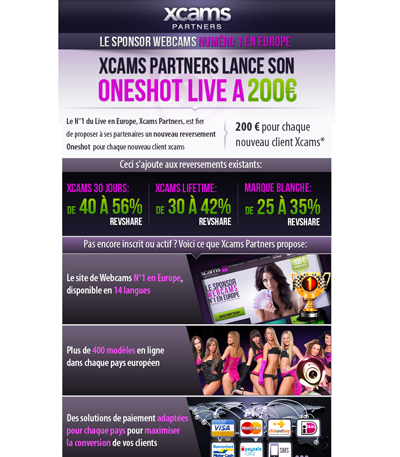 xcams
PARTNERS
LE SPONSOR WEBCAMS NUMÉRO 1 EN EUROPE
XCAMS PARTNERS LANCE SON
ONESHOT LIVE A 200€
Le N°1 du Live en Europe, Xcams Partners, est fier
de proposer à ses partenaires un nouveau reversement
Oneshot pour chaque nouveau client xcams
200 € pour chaque
nouveau client Xcams*
Ceci s'ajoute aux reversements existants:
XCAMS 30 JOURS:
DE 40 À 56%
REVSHARE
XCAMS LIFETIME:
DE 30 À 42%
REVSHARE
MARQUE BLANCHE:
DE 25 À 35%
REVSHARE
Pas encore inscrit ou actif ? Voici ce que Xcams Partners propose:
Le site de Webcams N°1 en Europe,
disponible en 14 langues
xcams
LE SPONSOR
WEBCAMS
N°1 EN EUROPE
1
Plus de 400 modèles en ligne
dans chaque pays européen
Des solutions de paiement adaptées
pour chaque pays pour maximiser
la conversion de vos clients
VISA
MasterCard
clickandbuy
SMS
paysafecard
iDEAL